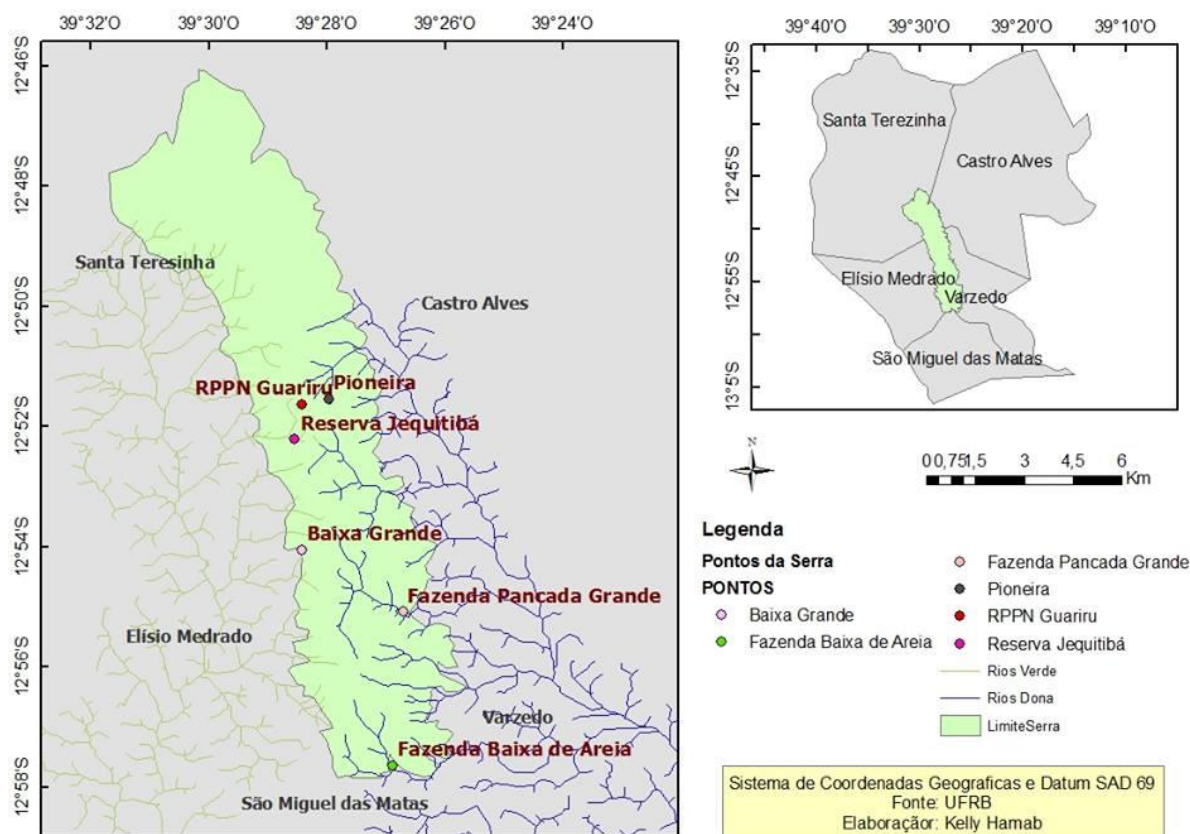 39°32'O 39°30'O 39°28'O 39°26'O 39°24'O
12°46'S
12°48'S
12°50'S
12°52'S
12°54'S
12°56'S
12°58'S
Santa Teresinha
Castro Alves
RPPN Guariru
Pioneira
Reserva Jequitibá
Baixa Grande
Fazenda Pancada Grande
Elísio Medrado
Varzedo
Fazenda Baixa de Areia
São Miguel das Matas
39°40'O 39°30'O 39°20'O 39°10'O
12°35'S
12°45'S
12°55'S
13°5'S
Santa Terezinha
Castro Alves
Elísio Medrado
Varzedo
São Miguel das Matas
N
0 0,75 1,5 3 4,5 6
Km
Legenda
Pontos da Serra
PONTOS
Baixa Grande
Fazenda Baixa de Areia
Fazenda Pancada Grande
Pioneira
RPPN Guariru
Reserva Jequitibá
Rios Verde
Rios Dona
LimiteSerra
Sistema de Coordenadas Geograficas e Datum SAD 69
Fonte: UFRB
Elaboraçãor: Kelly Hamab